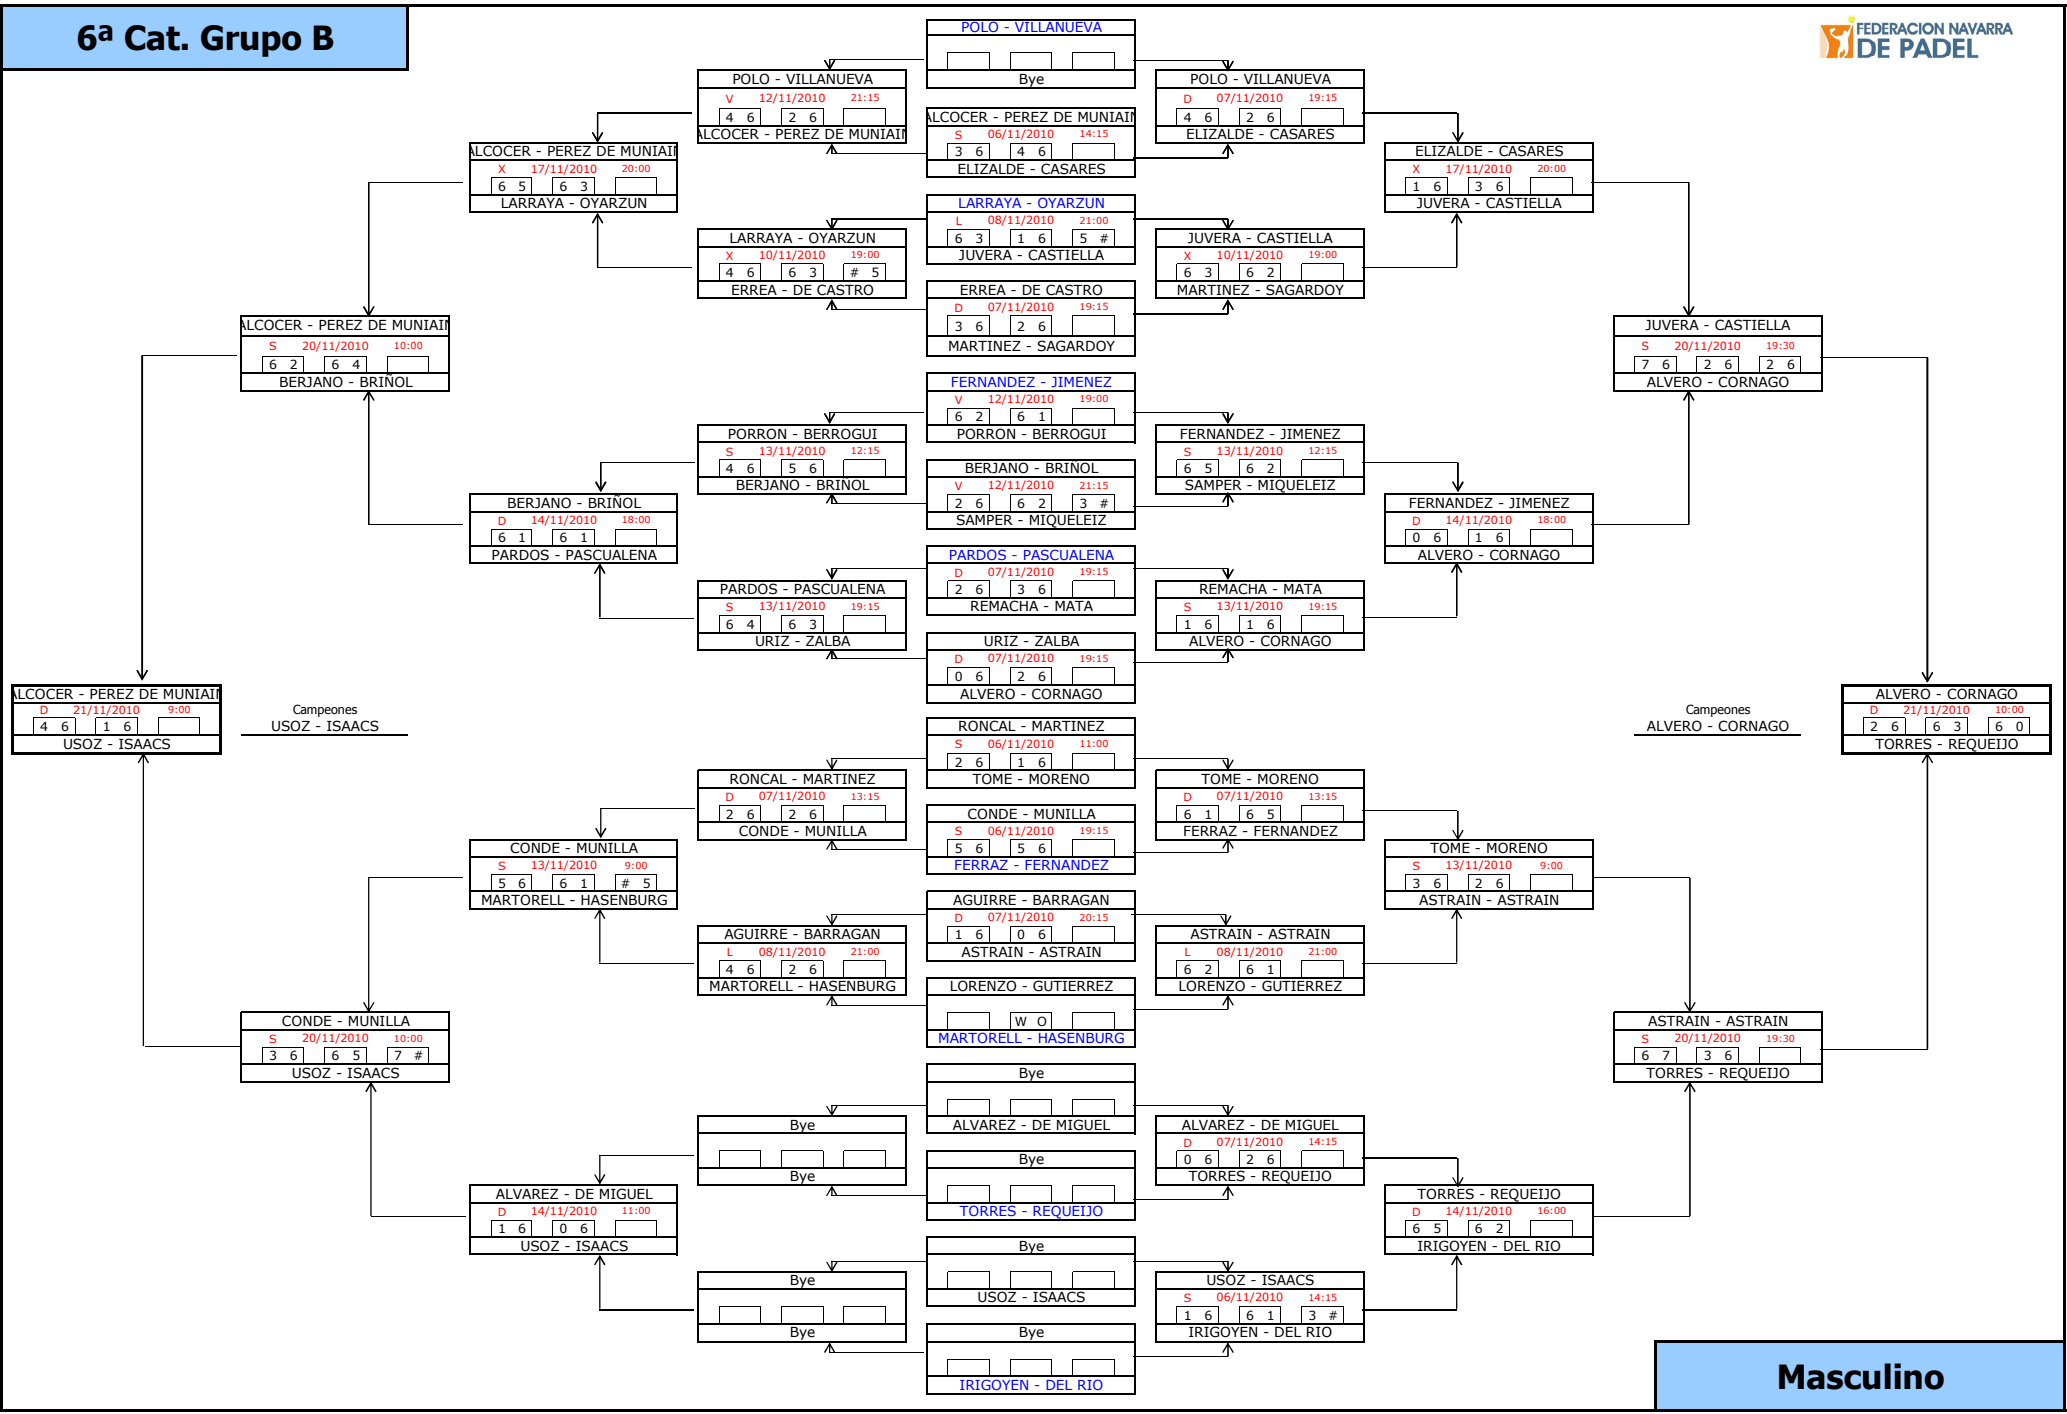 6ª Cat. Grupo B
FEDERACION NAVARRA
DE PADEL
POLO - VILLANUEVA
Bye
POLO - VILLANUEVA
V 12/11/2010 21:15
4 6 2 6
ALCOCER - PEREZ DE MUNIAIN
POLO - VILLANUEVA
D 07/11/2010 19:15
4 6 2 6
ELIZALDE - CASARES
ALCOCER - PEREZ DE MUNIAIN
S 06/11/2010 14:15
3 6 4 6
ELIZALDE - CASARES
ALCOCER - PEREZ DE MUNIAIN
X 17/11/2010 20:00
6 5 6 3
LARRAYA - OYARZUN
ELIZALDE - CASARES
X 17/11/2010 20:00
1 6 3 6
JUVERA - CASTIELLA
LARRAYA - OYARZUN
L 08/11/2010 21:00
6 3 1 6 5 #
JUVERA - CASTIELLA
LARRAYA - OYARZUN
X 10/11/2010 19:00
4 6 6 3 # 5
ERREA - DE CASTRO
JUVERA - CASTIELLA
X 10/11/2010 19:00
6 3 6 2
MARTINEZ - SAGARDOY
ERREA - DE CASTRO
D 07/11/2010 19:15
3 6 2 6
MARTINEZ - SAGARDOY
ALCOCER - PEREZ DE MUNIAIN
S 20/11/2010 10:00
6 2 6 4
BERJANO - BRIÑOL
JUVERA - CASTIELLA
S 20/11/2010 19:30
7 6 2 6 2 6
ALVERO - CORNAGO
FERNANDEZ - JIMENEZ
V 12/11/2010 19:00
6 2 6 1
PORRON - BERROGUI
PORRON - BERROGUI
S 13/11/2010 12:15
4 6 5 6
BERJANO - BRIÑOL
FERNANDEZ - JIMENEZ
S 13/11/2010 12:15
6 5 6 2
SAMPER - MIQUELEIZ
BERJANO - BRIÑOL
V 12/11/2010 21:15
2 6 6 2 3 #
SAMPER - MIQUELEIZ
BERJANO - BRIÑOL
D 14/11/2010 18:00
6 1 6 1
PARDOS - PASCUALENA
FERNANDEZ - JIMENEZ
D 14/11/2010 18:00
0 6 1 6
ALVERO - CORNAGO
PARDOS - PASCUALENA
D 07/11/2010 19:15
2 6 3 6
REMACHA - MATA
PARDOS - PASCUALENA
S 13/11/2010 19:15
6 4 6 3
URIZ - ZALBA
REMACHA - MATA
S 13/11/2010 19:15
1 6 1 6
ALVERO - CORNAGO
URIZ - ZALBA
D 07/11/2010 19:15
0 6 2 6
ALVERO - CORNAGO
ALCOCER - PEREZ DE MUNIAIN
D 21/11/2010 9:00
4 6 1 6
USOZ - ISAACS
Campeones
USOZ - ISAACS
Campeones
ALVERO - CORNAGO
ALVERO - CORNAGO
D 21/11/2010 10:00
2 6 6 3 6 0
TORRES - REQUEIJO
RONCAL - MARTINEZ
S 06/11/2010 11:00
2 6 1 6
TOME - MORENO
RONCAL - MARTINEZ
D 07/11/2010 13:15
2 6 2 6
CONDE - MUNILLA
TOME - MORENO
D 07/11/2010 13:15
6 1 6 5
FERRAZ - FERNANDEZ
CONDE - MUNILLA
S 06/11/2010 19:15
5 6 5 6
FERRAZ - FERNANDEZ
CONDE - MUNILLA
S 13/11/2010 9:00
5 6 6 1 # 5
MARTORELL - HASENBURG
TOME - MORENO
S 13/11/2010 9:00
3 6 2 6
ASTRAIN - ASTRAIN
AGUIRRE - BARRAGAN
D 07/11/2010 20:15
1 6 0 6
ASTRAIN - ASTRAIN
AGUIRRE - BARRAGAN
L 08/11/2010 21:00
4 6 2 6
MARTORELL - HASENBURG
ASTRAIN - ASTRAIN
L 08/11/2010 21:00
6 2 6 1
LORENZO - GUTIERREZ
LORENZO - GUTIERREZ
W O
MARTORELL - HASENBURG
CONDE - MUNILLA
S 20/11/2010 10:00
3 6 6 5 7 #
USOZ - ISAACS
ASTRAIN - ASTRAIN
S 20/11/2010 19:30
6 7 3 6
TORRES - REQUEIJO
Bye
ALVAREZ - DE MIGUEL
Bye
Bye
ALVAREZ - DE MIGUEL
D 07/11/2010 14:15
0 6 2 6
TORRES - REQUEIJO
Bye
TORRES - REQUEIJO
ALVAREZ - DE MIGUEL
D 14/11/2010 11:00
1 6 0 6
USOZ - ISAACS
TORRES - REQUEIJO
D 14/11/2010 16:00
6 5 6 2
IRIGOYEN - DEL RIO
Bye
USOZ - ISAACS
Bye
Bye
USOZ - ISAACS
S 06/11/2010 14:15
1 6 6 1 3 #
IRIGOYEN - DEL RIO
Bye
IRIGOYEN - DEL RIO
Masculino